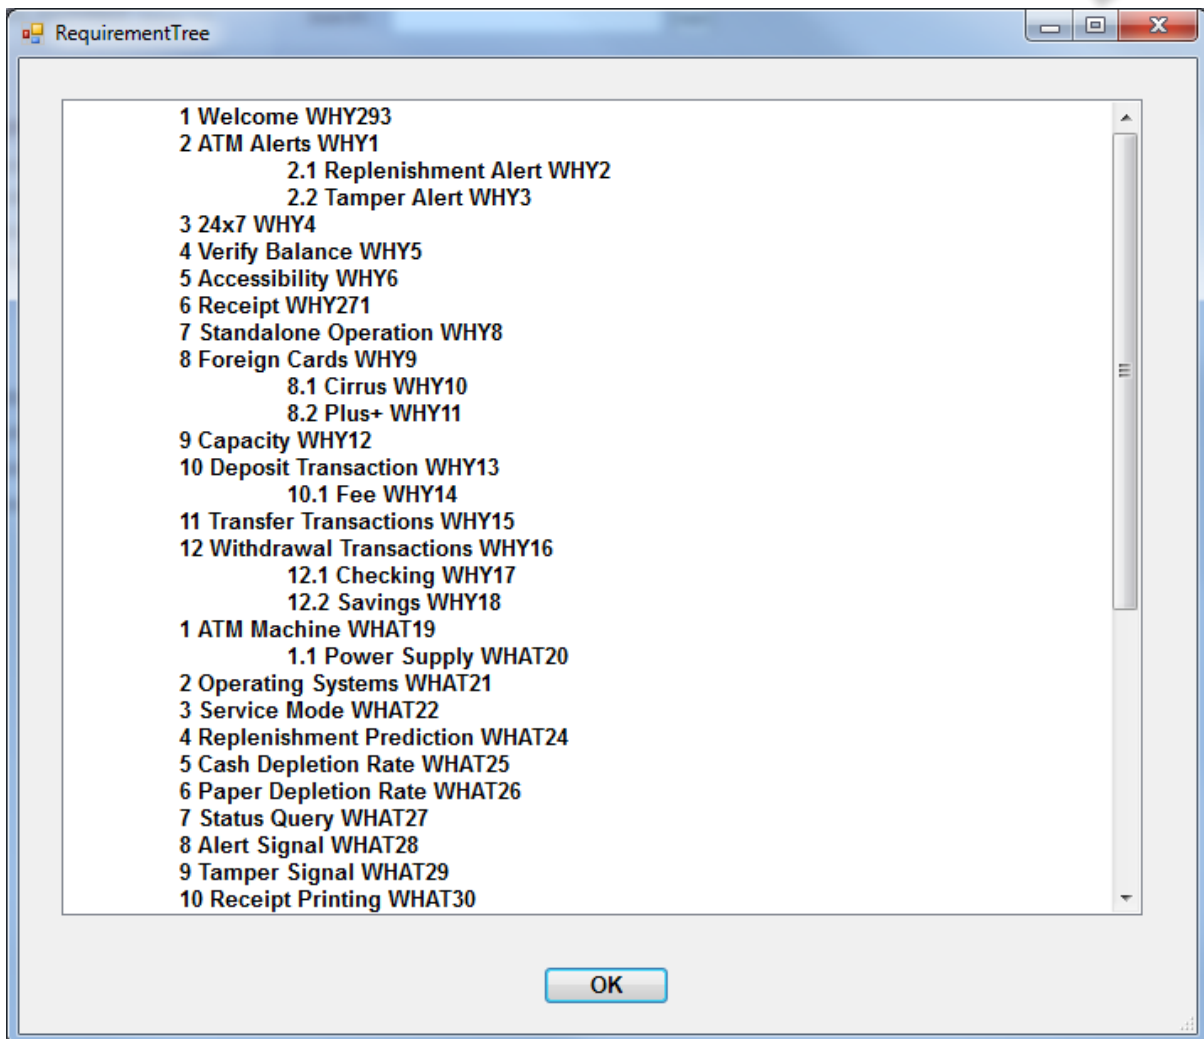 RequirementTree
1 Welcome WHY293
2 ATM Alerts WHY1
2.1 Replenishment Alert WHY2
2.2 Tamper Alert WHY3
3 24x7 WHY4
4 Verify Balance WHY5
5 Accessibility WHY6
6 Receipt WHY271
7 Standalone Operation WHY8
8 Foreign Cards WHY9
8.1 Cirrus WHY10
8.2 Plus+ WHY11
9 Capacity WHY12
10 Deposit Transaction WHY13
10.1 Fee WHY14
11 Transfer Transactions WHY15
12 Withdrawal Transactions WHY16
12.1 Checking WHY17
12.2 Savings WHY18
1 ATM Machine WHAT19
1.1 Power Supply WHAT20
2 Operating Systems WHAT21
3 Service Mode WHAT22
4 Replenishment Prediction WHAT24
5 Cash Depletion Rate WHAT25
6 Paper Depletion Rate WHAT26
7 Status Query WHAT27
8 Alert Signal WHAT28
9 Tamper Signal WHAT29
10 Receipt Printing WHAT30
OK